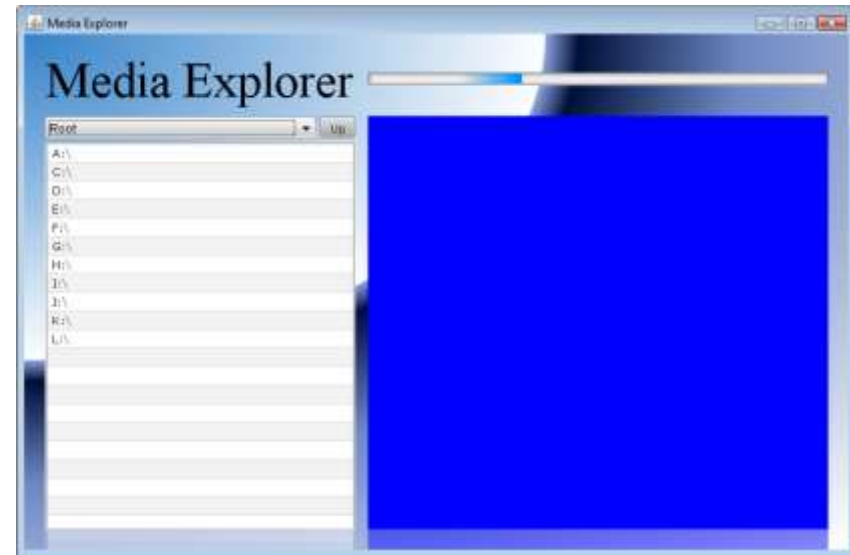 Media Explorer
Media Explorer
Root
Up
A:\
C:\
D:\
E:\
F:\
G:\
H:\
I:\
J:\
K:\
L:\